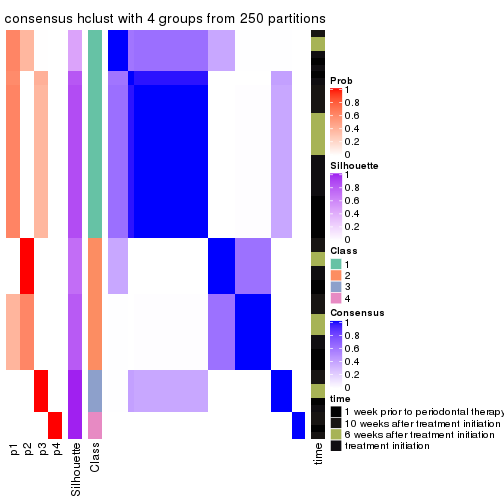 consensus hclust with 4 groups from 250 partitions
Prob
1
0.8
0.6
0.4
0.2
0
Silhouette
1
0.8
0.6
0.4
0.2
0
Class
1
2
3
4
Consensus
1
0.8
0.6
0.4
0.2
0
time
1 week prior to periodontal therapy
10 weeks after treatment initiation
6 weeks after treatment initiation
treatment initiation
p1
p2
p3
p4
Silhouette
Class
time